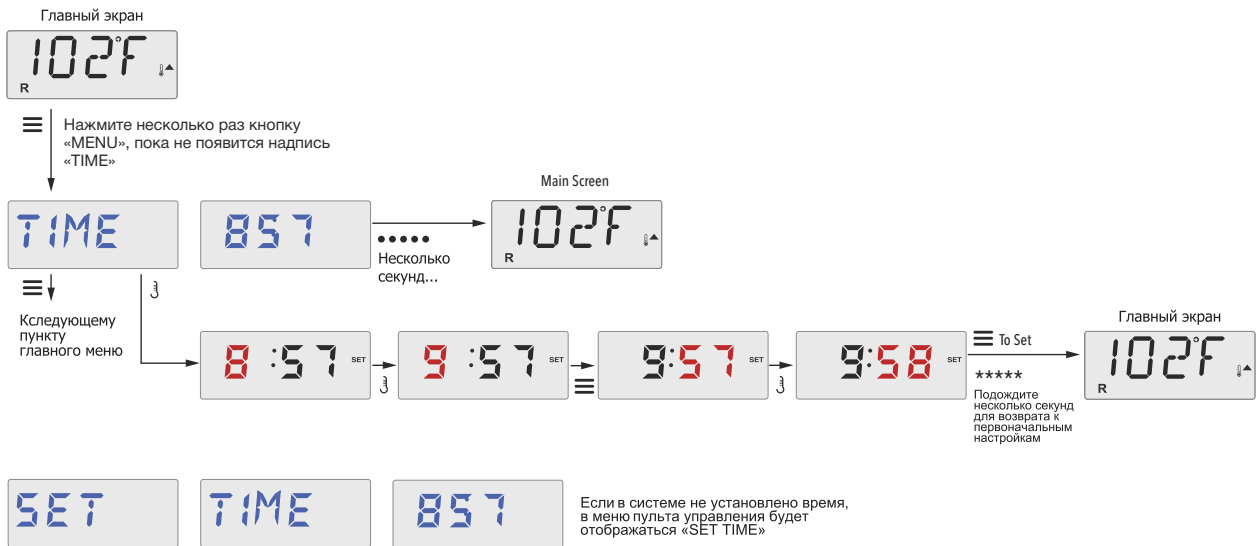 Главный экран
102°F
R
Нажмите несколько раз кнопку
«MENU», пока не появится надпись
«TIME»
Main Screen
TIME
857
102°F
R
Несколько
секунд...
Кследующему
пункту
главного меню
8:57
SET
9:57
SET
9:57
SET
9:58
SET
To Set
*****
Подождите
несколько секунд
для возврата к
первоначальным
настройкам
Главный экран
102°F
R
SET
TIME
857
Если в системе не установлено время,
в меню пульта управления будет
отображаться «SET TIME»